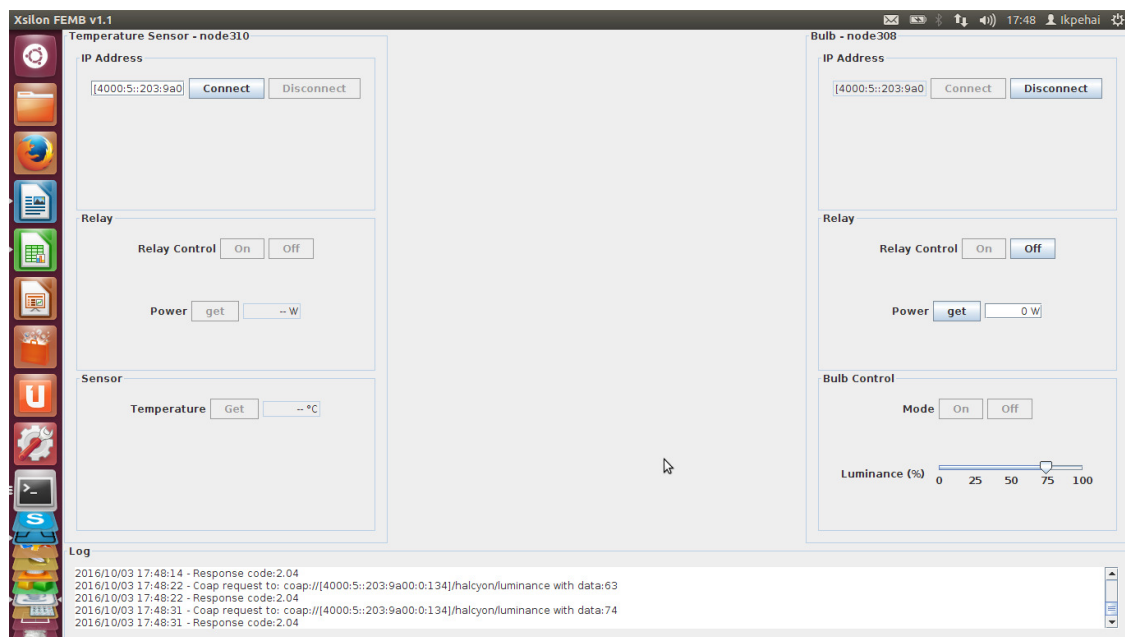 Xsilon FEMB v1.1
17:48 Ikpehai
Temperature Sensor - node310
IP Address
[4000:5::203:9a0 Connect Disconnect
Relay
Relay Control On Off
Power get -- W
Sensor
Temperature Get -- °C
Bulb - node308
IP Address
[4000:5::203:9a0 Connect Disconnect
Relay
Relay Control On Off
Power get 0 W
Bulb Control
Mode On Off
Luminance (%)
0 25 50 75 100
Log
2016/10/03 17:48:14 - Response code:2.04
2016/10/03 17:48:22 - Coap request to: coap://[4000:5::203:9a00:0:134]/halcyon/luminance with data:63
2016/10/03 17:48:22 - Response code:2.04
2016/10/03 17:48:31 - Coap request to: coap://[4000:5::203:9a00:0:134]/halcyon/luminance with data:74
2016/10/03 17:48:31 - Response code:2.04